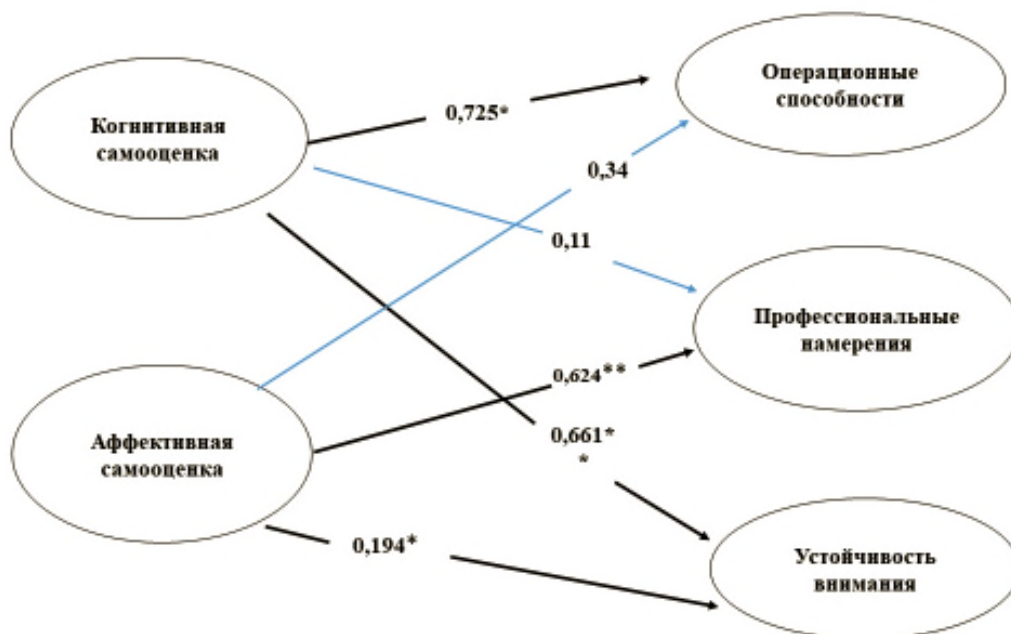 Операционные
способности
Когнитивная
самооценка
0,725*
0,34
0,11
Профессиональные
намерения
0,624**
Аффективная
самооценка
0,661*
*
0,194*
Устойчивость
внимания